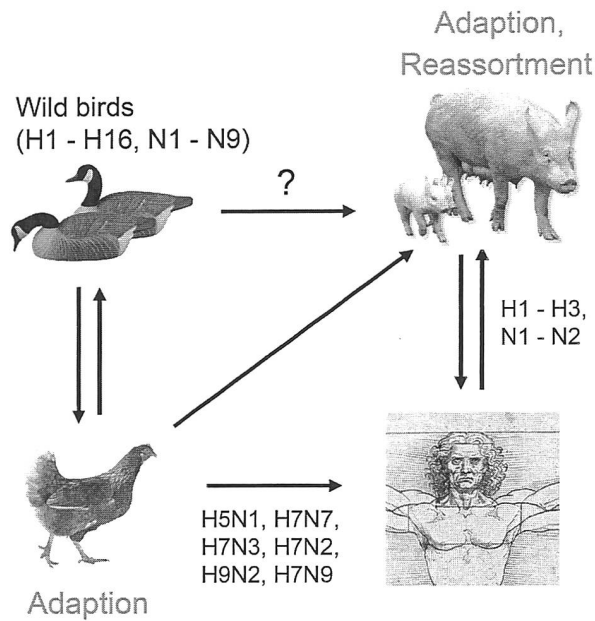 Adaption,
Reassortment
Wild birds
(H1 - H16, N1 - N9)
?
H1 - H3,
N1 - N2
H5N1, H7N7,
H7N3, H7N2,
H9N2, H7N9
Adaption